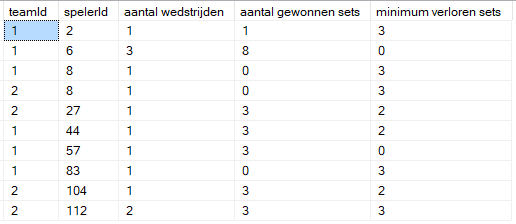 teamId spelerId aantal wedstrijden aantal gewonnen sets minimum verloren sets
1 2 1 1 3
1 6 3 8 0
1 8 1 0 3
2 8 1 0 3
2 27 1 3 2
1 44 1 3 2
1 57 1 3 0
1 83 1 0 3
2 104 1 3 2
2 112 2 3 3